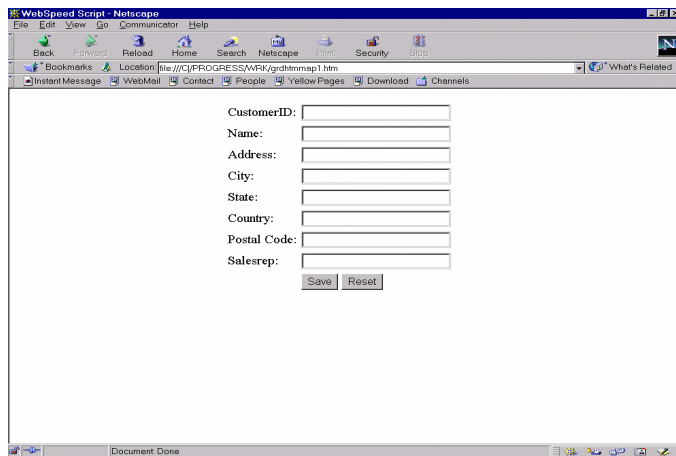 WebSpeed Script - Netscape
File Edit View Go Communicator Help
Back Forward Reload Home Search Netscape Print Security Stop
Bookmarks Location: file:///C|/PROGRESS/WRK/grdhtmmap1.htm What's Related
Instant Message WebMail Contact People Yellow Pages Download Channels
CustomerID:
Name:
Address:
City:
State:
Country:
Postal Code:
Salesrep:
Save Reset
Document: Done